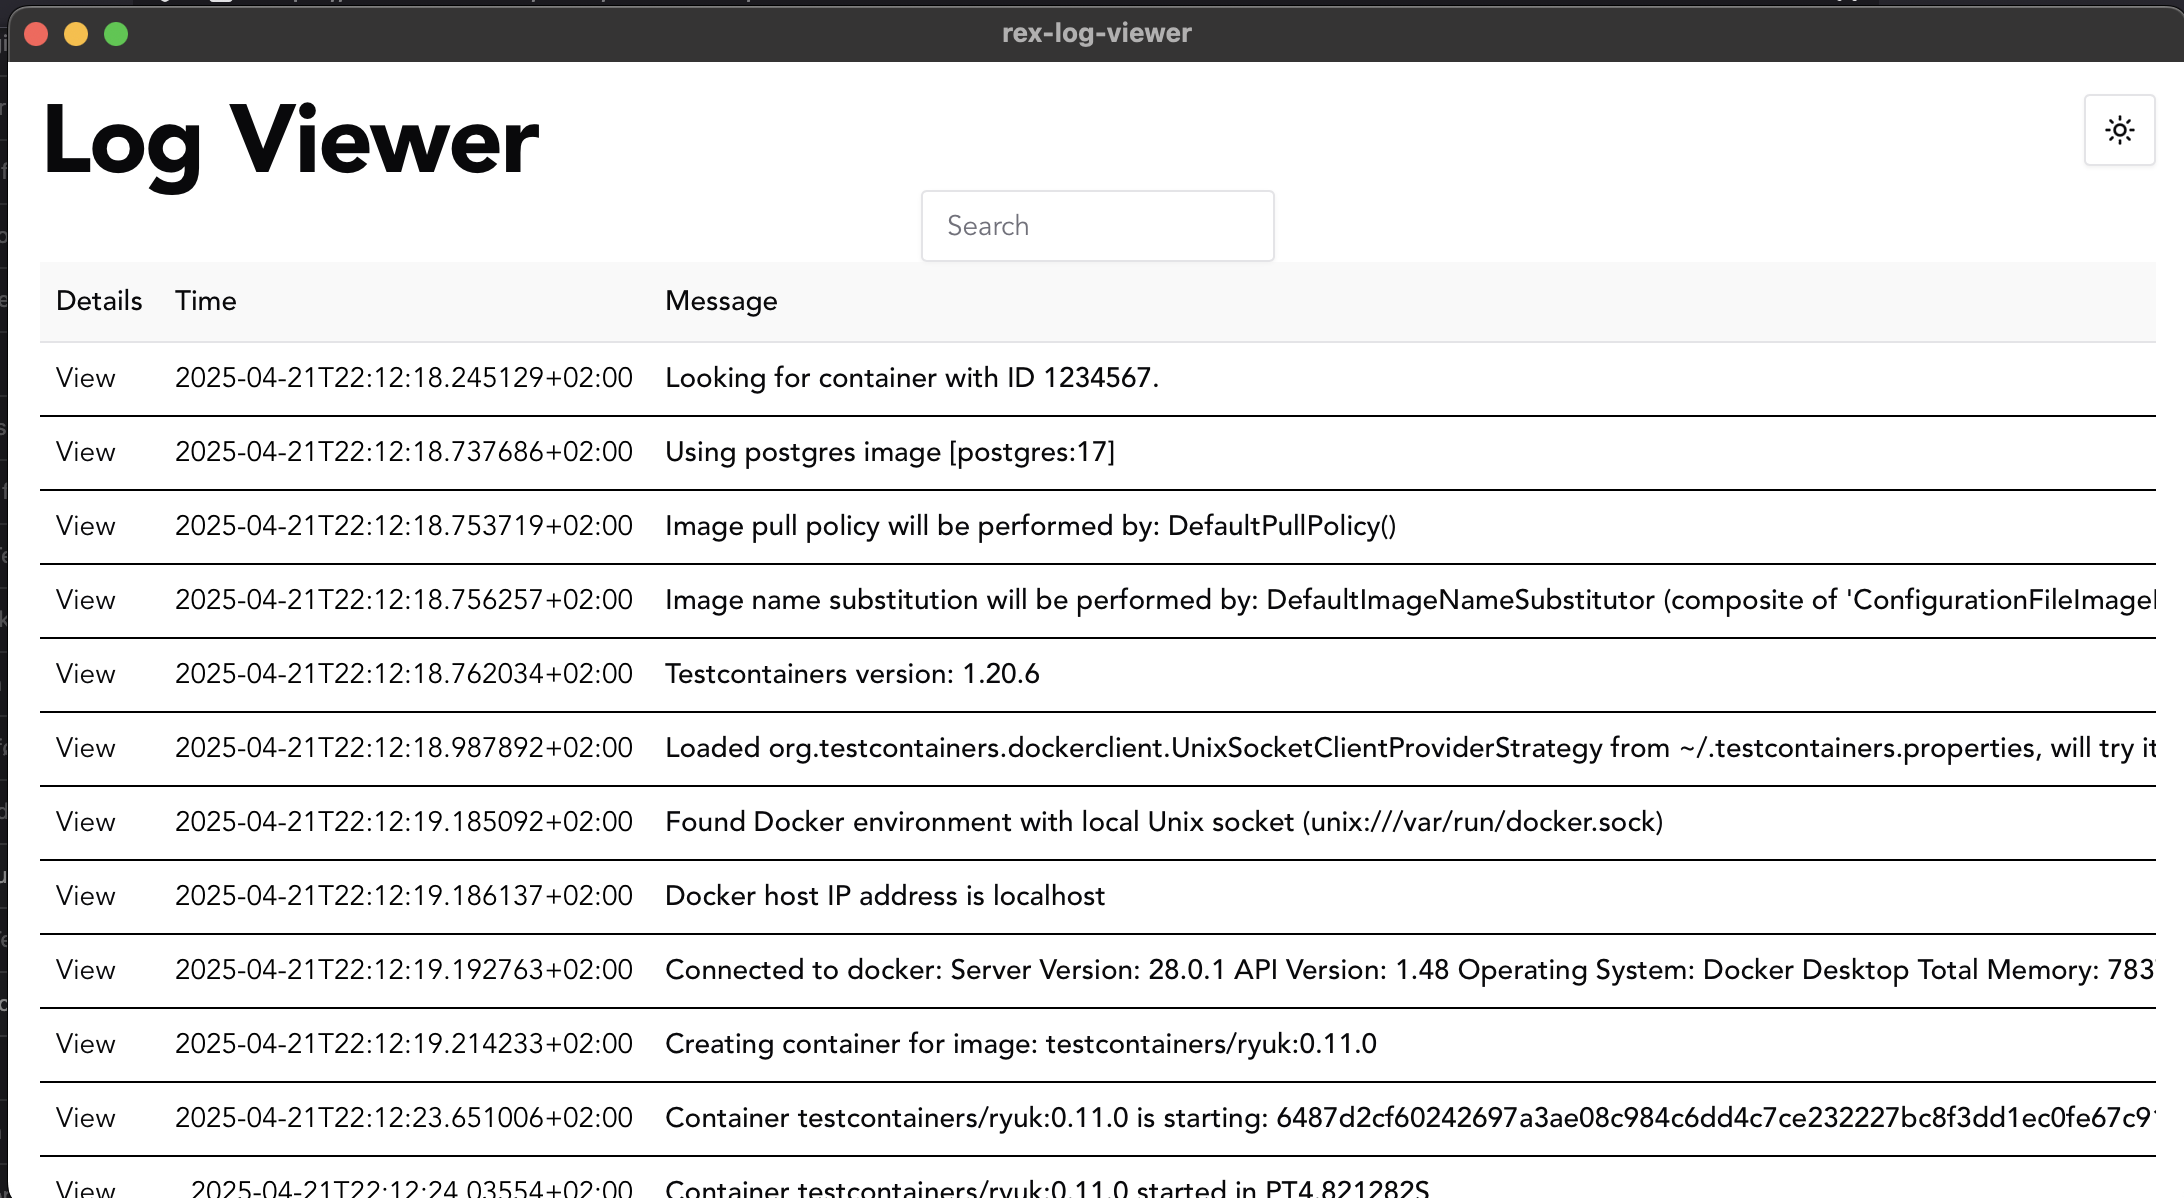 rex-log-viewer
Log Viewer
Search
Details Time Message
View 2025-04-21T22:12:18.245129+02:00 Looking for container with ID 1234567.
View 2025-04-21T22:12:18.737686+02:00 Using postgres image [postgres:17]
View 2025-04-21T22:12:18.753719+02:00 Image pull policy will be performed by: DefaultPullPolicy()
View 2025-04-21T22:12:18.756257+02:00 Image name substitution will be performed by: DefaultImageNameSubstitutor (composite of 'ConfigurationFileImage
View 2025-04-21T22:12:18.762034+02:00 Testcontainers version: 1.20.6
View 2025-04-21T22:12:18.987892+02:00 Loaded org.testcontainers.dockerclient.UnixSocketClientProviderStrategy from ~/.testcontainers.properties, will try it
View 2025-04-21T22:12:19.185092+02:00 Found Docker environment with local Unix socket (unix:///var/run/docker.sock)
View 2025-04-21T22:12:19.186137+02:00 Docker host IP address is localhost
View 2025-04-21T22:12:19.192763+02:00 Connected to docker: Server Version: 28.0.1 API Version: 1.48 Operating System: Docker Desktop Total Memory: 783
View 2025-04-21T22:12:19.214233+02:00 Creating container for image: testcontainers/ryuk:0.11.0
View 2025-04-21T22:12:23.651006+02:00 Container testcontainers/ryuk:0.11.0 is starting: 6487d2cf60242697a3ae08c984c6dd4c7ce232227bc8f3dd1ec0fe67c9
View 2025-04-21T22:12:24.03554+02:00 Container testcontainers/ryuk:0.11.0 started in PT4.821282S